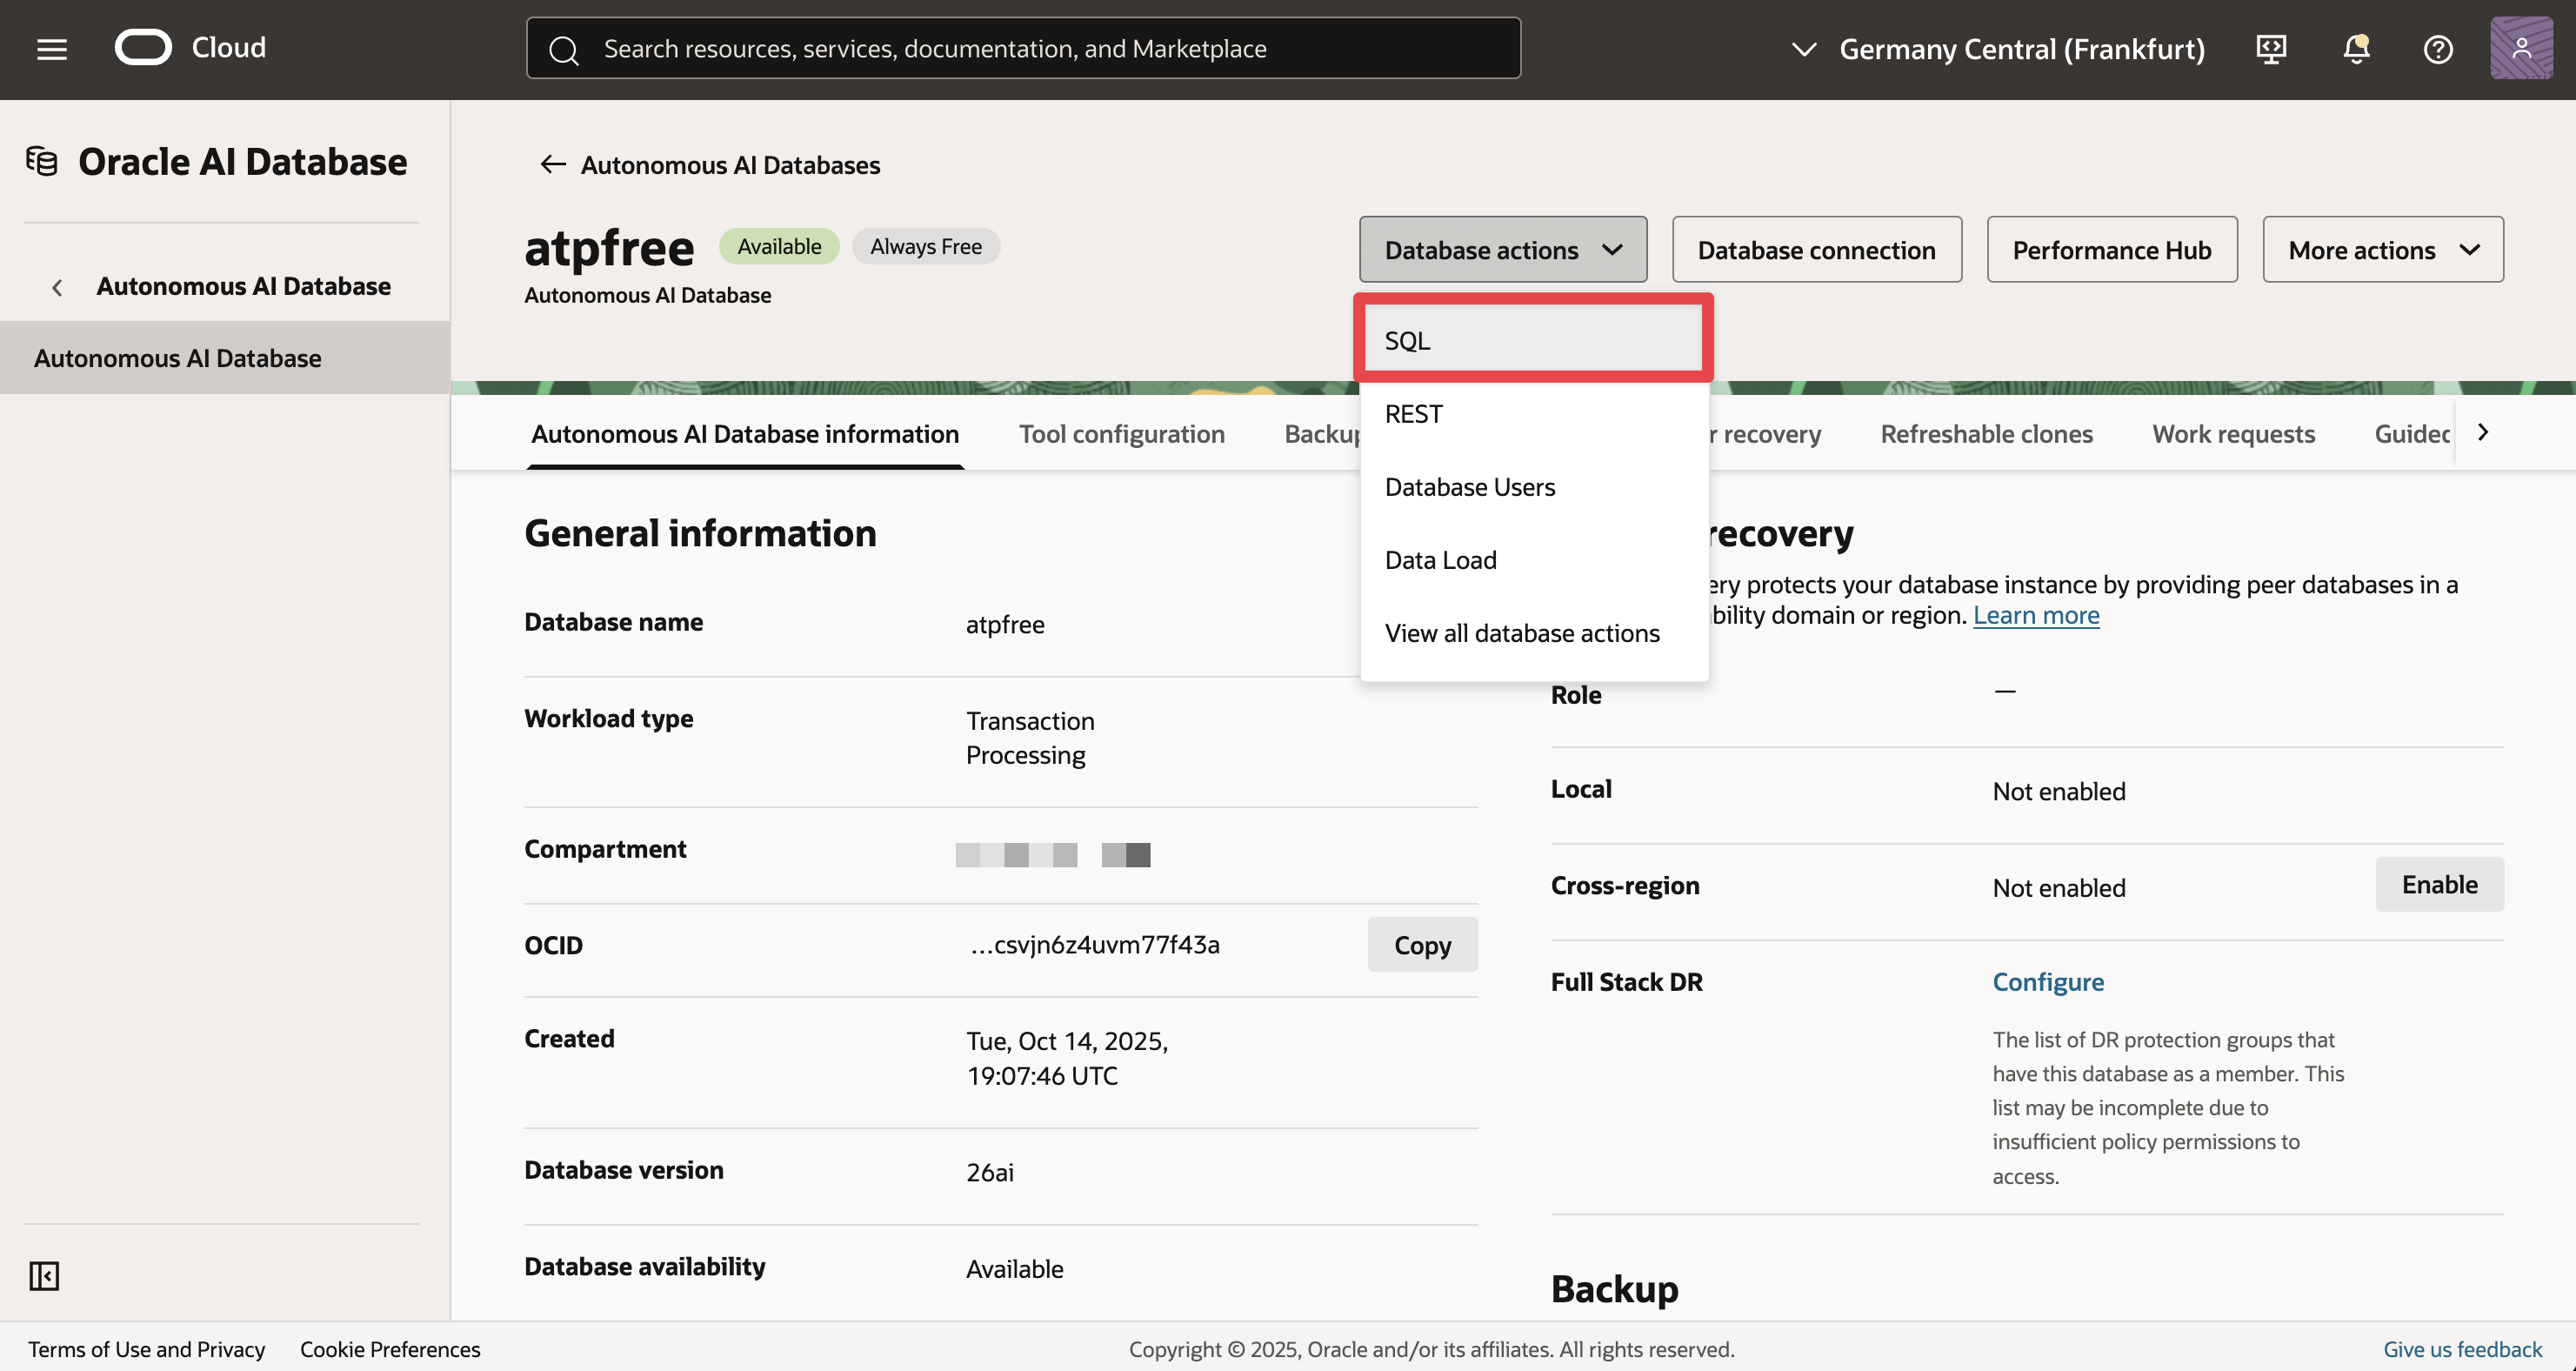 Cloud
Search resources, services, documentation, and Marketplace
Germany Central (Frankfurt)
Oracle AI Database
Autonomous AI Database
Autonomous AI Database
Autonomous AI Databases
atpfree Available Always Free
Autonomous AI Database
Database actions
Database connection
Performance Hub
More actions
SQL
REST
Database Users
Data Load
View all database actions
Autonomous AI Database information
Tool configuration
Backup
r recovery
Refreshable clones
Work requests
Guided
General information
Database name atpfree
Workload type Transaction
Processing
Compartment
OCID ...csvjn6z4uvm77f43a Copy
Created Tue, Oct 14, 2025,
19:07:46 UTC
Database version 26ai
Database availability Available
recovery
ery protects your database instance by providing peer databases in a
bility domain or region. Learn more
Role —
Local Not enabled
Cross-region Not enabled Enable
Full Stack DR Configure
The list of DR protection groups that
have this database as a member. This
list may be incomplete due to
insufficient policy permissions to
access.
Backup
Terms of Use and Privacy Cookie Preferences
Copyright © 2025, Oracle and/or its affiliates. All rights reserved.
Give us feedback